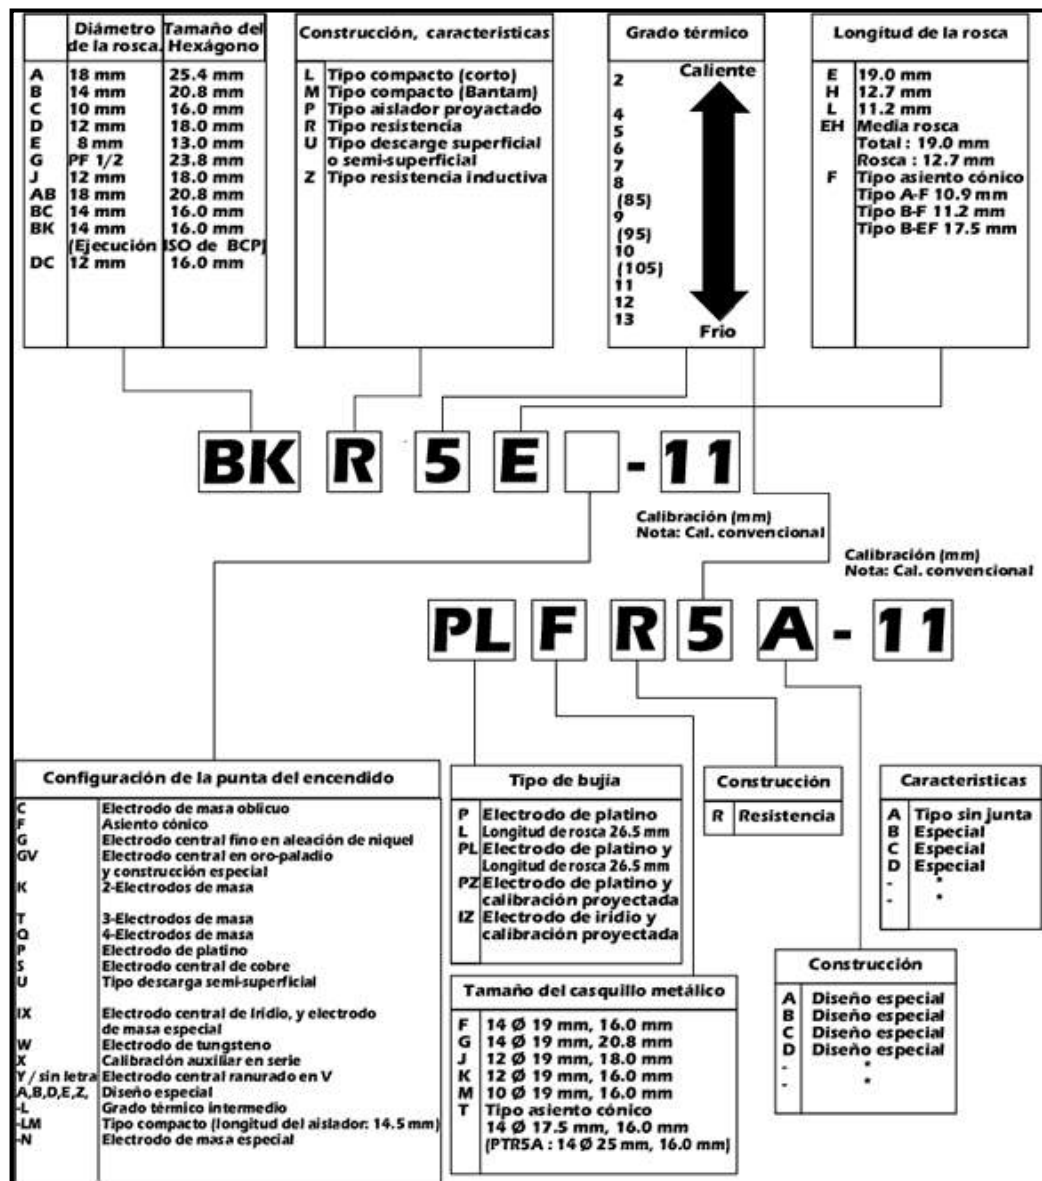 Diámetro de la rosca. Tamaño del Hexágono
A 18 mm 25.4 mm
B 14 mm 20.8 mm
C 10 mm 16.0 mm
D 12 mm 18.0 mm
E 8 mm 13.0 mm
G PF 1/2 23.8 mm
J 12 mm 18.0 mm
AB 18 mm 20.8 mm
BC 14 mm 16.0 mm
BK 14 mm 16.0 mm
(Ejecución ISO de BCP)
DC 12 mm 16.0 mm
Construcción, caracteristicas
L Tipo compacto (corto)
M Tipo compacto (Bantam)
P Tipo aislador proyactado
R Tipo resistencia
U Tipo descarge superficial
o semi-superficial
Z Tipo resistencia inductiva
Grado térmico
Caliente
2
4
5
6
7
8
(85)
9
(95)
10
(105)
11
12
13
Frio
Longitud de la rosca
E 19.0 mm
H 12.7 mm
L 11.2 mm
EH Media rosca
Total : 19.0 mm
Rosca : 12.7 mm
F Tipo asiento cónico
Tipo A-F 10.9 mm
Tipo B-F 11.2 mm
Tipo B-EF 17.5 mm
BK R 5 E - 11
Calibración (mm)
Nota: Cal. convencional
Calibración (mm)
Nota: Cal. convencional
PL F R 5 A - 11
Configuración de la punta del encendido
C Electrodo de masa oblicuo
F Asiento cónico
G Electrodo central fino en aleación de niquel
GV Electrodo central en oro-paladio
y construcción especial
K 2-Electrodos de masa
T 3-Electrodos de masa
Q 4-Electrodos de masa
P Electrodo de platino
S Electrodo central de cobre
U Tipo descarga semi-superficial
IX Electrodo central de Iridio, y electrodo
de masa especial
W Electrodo de tungsteno
X Calibración auxiliar en serie
Y / sin letra Electrodo central ranurado en V
A,B,D,E,Z, Diseño especial
-L Grado térmico intermedio
-LM Tipo compacto (longitud del aislador: 14.5 mm)
-N Electrodo de masa especial
Tipo de bujía
P Electrodo de platino
L Longitud de rosca 26.5 mm
PL Electrodo de platino y
Longitud de rosca 26.5 mm
PZ Electrodo de platino y
calibración proyectada
IZ Electrodo de iridio y
calibración proyectada
Tamaño del casquillo metálico
F 14 Ø 19 mm, 16.0 mm
G 14 Ø 19 mm, 20.8 mm
J 12 Ø 19 mm, 18.0 mm
K 12 Ø 19 mm, 16.0 mm
M 10 Ø 19 mm, 16.0 mm
T Tipo asiento cónico
14 Ø 17.5 mm, 16.0 mm
(PTR5A : 14 Ø 25 mm, 16.0 mm)
Construcción
R Resistencia
Caracteristicas
A Tipo sin junta
B Especial
C Especial
D Especial
- *
- *
Construcción
A Diseño especial
B Diseño especial
C Diseño especial
D Diseño especial
- *
- *